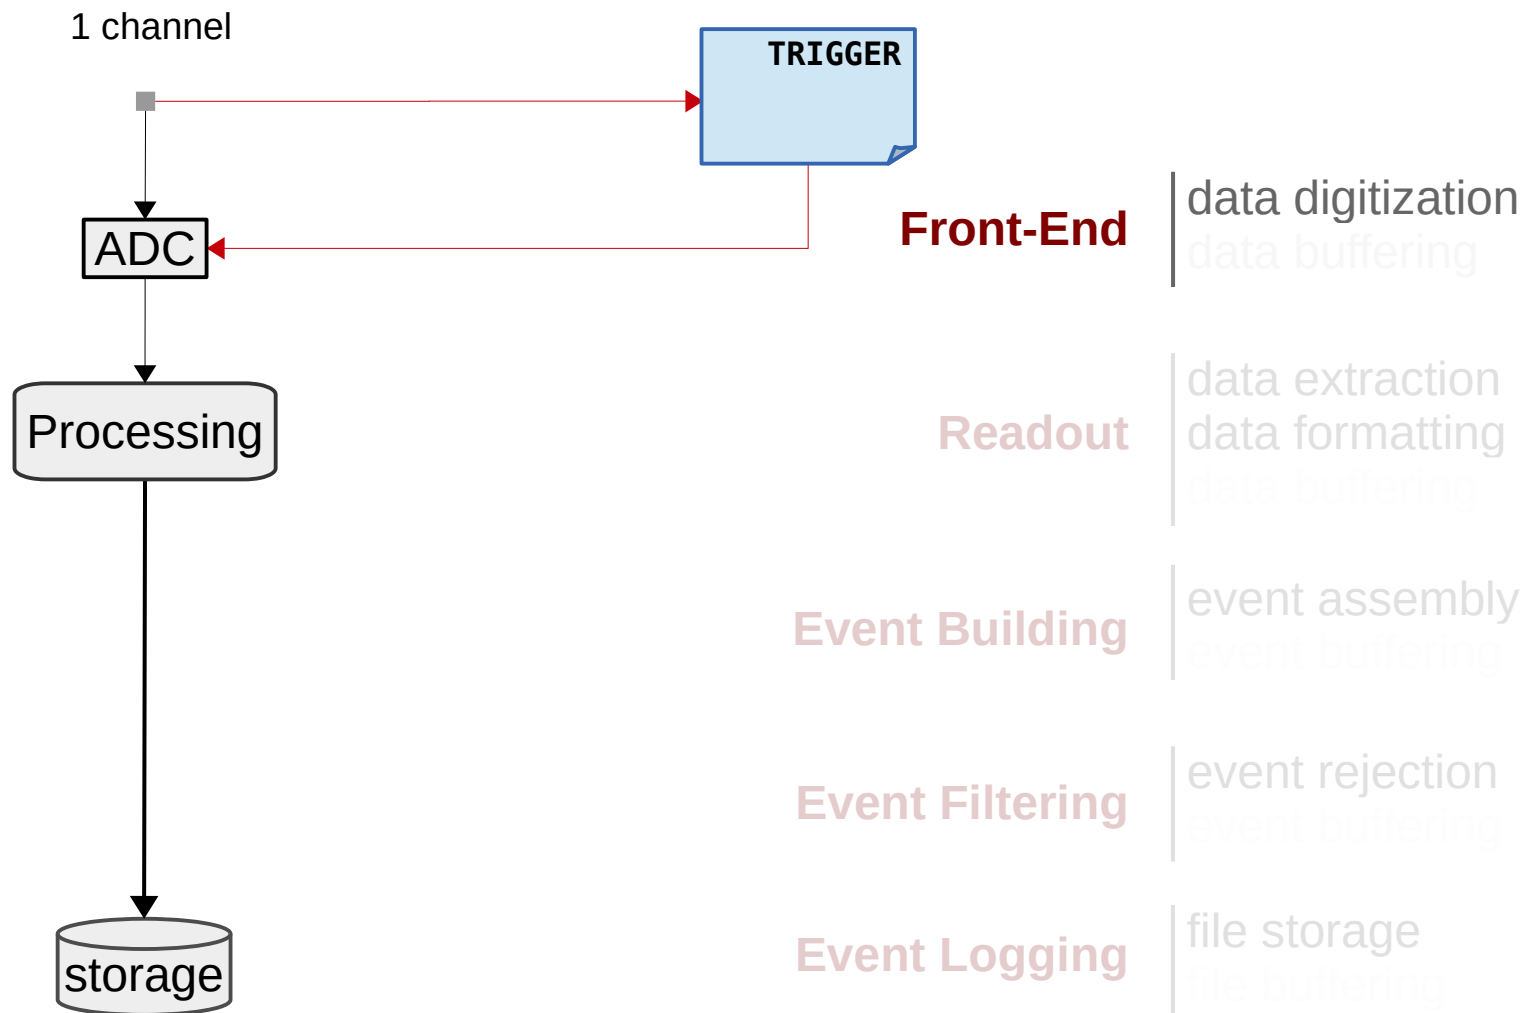 1 channel
TRIGGER
ADC
Processing
storage
Front-End
data digitization
data buffering
Readout
data extraction
data formatting
data buffering
Event Building
event assembly
event buffering
Event Filtering
event rejection
event buffering
Event Logging
file storage
file buffering